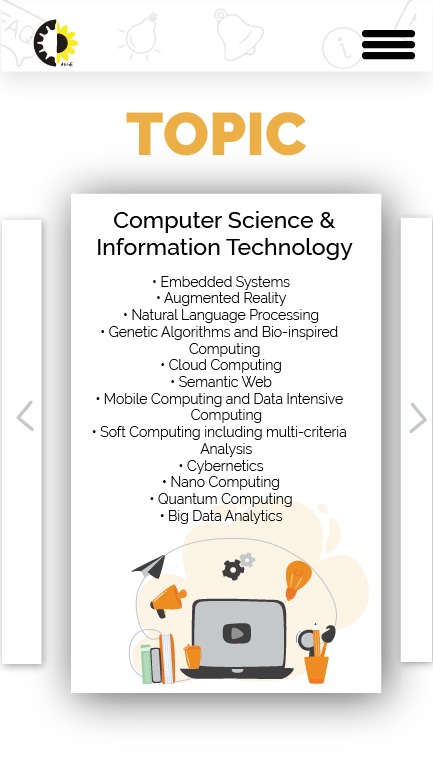 FAQ
TOPIC
Computer Science &
Information Technology
• Embedded Systems
• Augmented Reality
• Natural Language Processing
• Genetic Algorithms and Bio-inspired
Computing
• Cloud Computing
• Semantic Web
• Mobile Computing and Data Intensive
Computing
• Soft Computing including multi-criteria
Analysis
• Cybernetics
• Nano Computing
• Quantum Computing
• Big Data Analytics